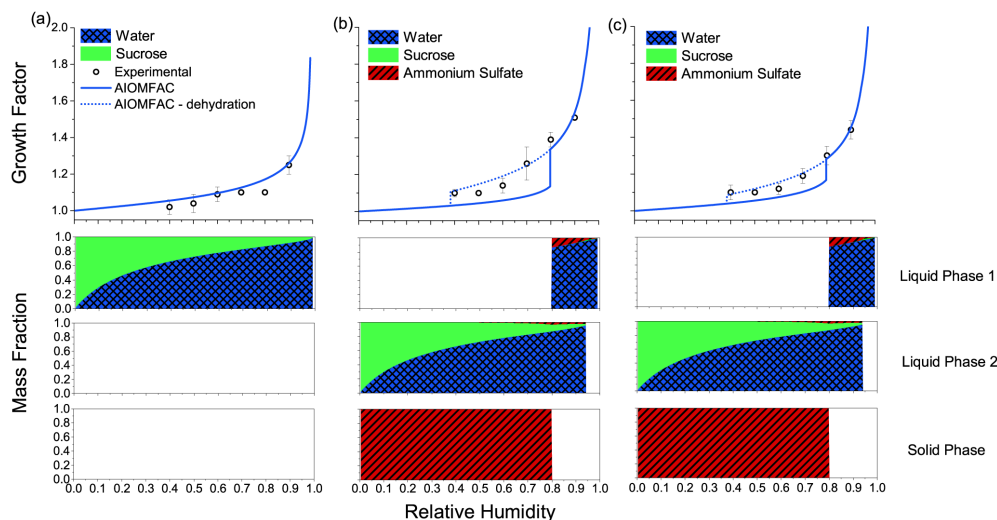 (a)
(b)
(c)
Growth Factor
2.0
1.8
1.6
1.4
1.2
1.0
Water
Sucrose
Experimental
AIOMFAC
AIOMFAC - dehydration
Water
Sucrose
Ammonium Sulfate
Water
Sucrose
Ammonium Sulfate
Mass Fraction
1.0
0.8
0.6
0.4
0.2
0.0
Liquid Phase 1
1.0
0.8
0.6
0.4
0.2
0.0
Liquid Phase 2
1.0
0.8
0.6
0.4
0.2
0.0
Solid Phase
0.0 0.1 0.2 0.3 0.4 0.5 0.6 0.7 0.8 0.9 1.0
0.0 0.1 0.2 0.3 0.4 0.5 0.6 0.7 0.8 0.9 1.0
0.0 0.1 0.2 0.3 0.4 0.5 0.6 0.7 0.8 0.9 1.0
Relative Humidity